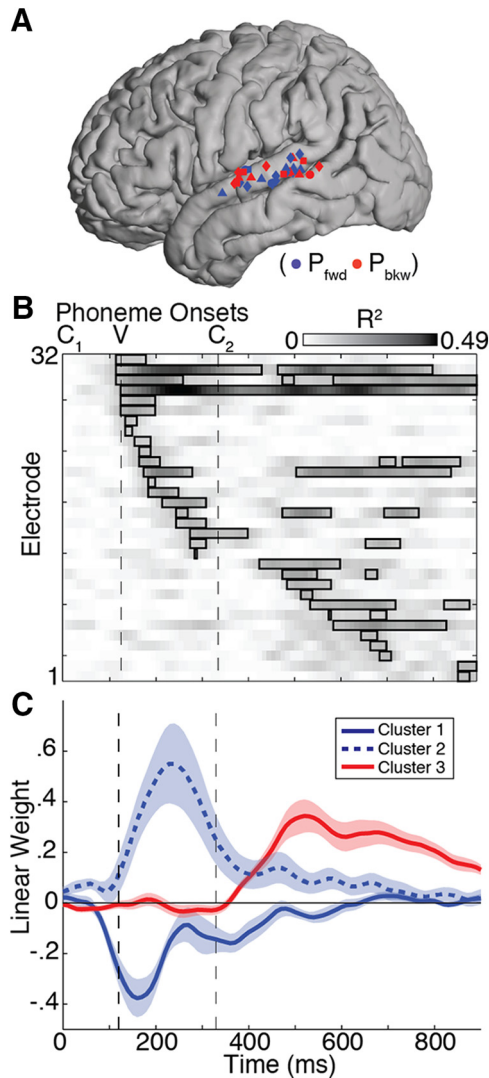 A
( P_fwd P_bkw )
B
Phoneme Onsets
C_1 V C_2
R²
0 0.49
32
Electrode
1
C
.6
.4
.2
0
-.2
-.4
Linear Weight
Cluster 1
Cluster 2
Cluster 3
0 200 400 600 800
Time (ms)